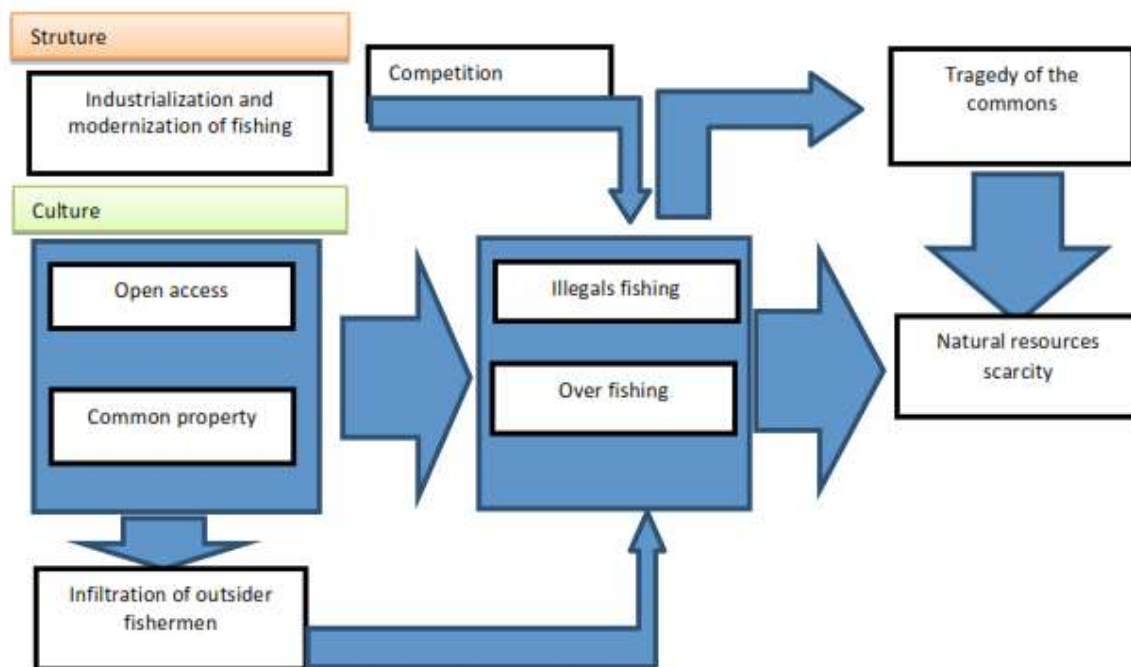 Struture
Industrialization and
modernization of fishing
Culture
Open access
Common property
Infiltration of outsider
fishermen
Competition
Illegals fishing
Over fishing
Tragedy of the
commons
Natural resources
scarcity